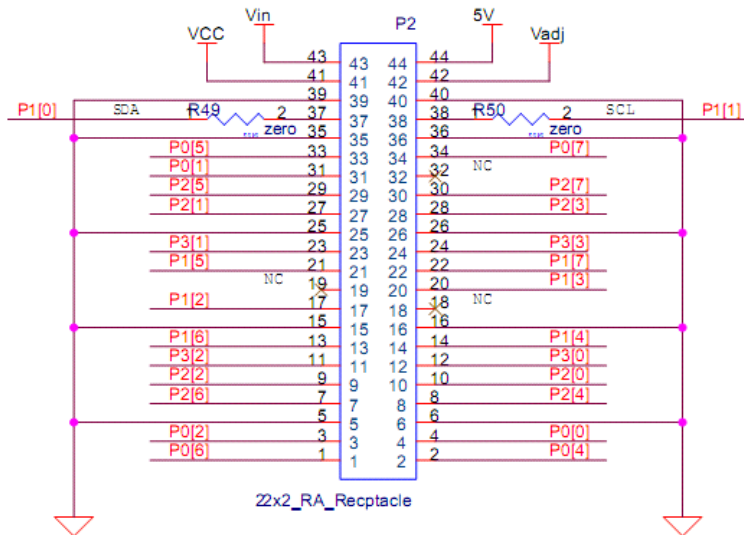 P2
Vin 5V
VCC Vadj
43 43 44 44
41 41 42 42
39 39 40 40
P1[0] SDA R49 1 2 37 37 38 38 R50 1 2 SCL P1[1]
zero zero
35 35 36 36
P0[5] 33 33 34 34 P0[7]
P0[1] 31 31 32 32 NC
P2[5] 29 29 30 30 P2[7]
P2[1] 27 27 28 28 P2[3]
25 25 26 26
P3[1] 23 23 24 24 P3[3]
P1[5] 21 21 22 22 P1[7]
NC 19 19 20 20 P1[3]
P1[2] 17 17 18 18 NC
15 15 16 16
P1[6] 13 13 14 14 P1[4]
P3[2] 11 11 12 12 P3[0]
P2[2] 9 9 10 10 P2[0]
P2[6] 7 7 8 8 P2[4]
5 5 6 6
P0[2] 3 3 4 4 P0[0]
P0[6] 1 1 2 2 P0[4]
22x2_RA_Recptacle